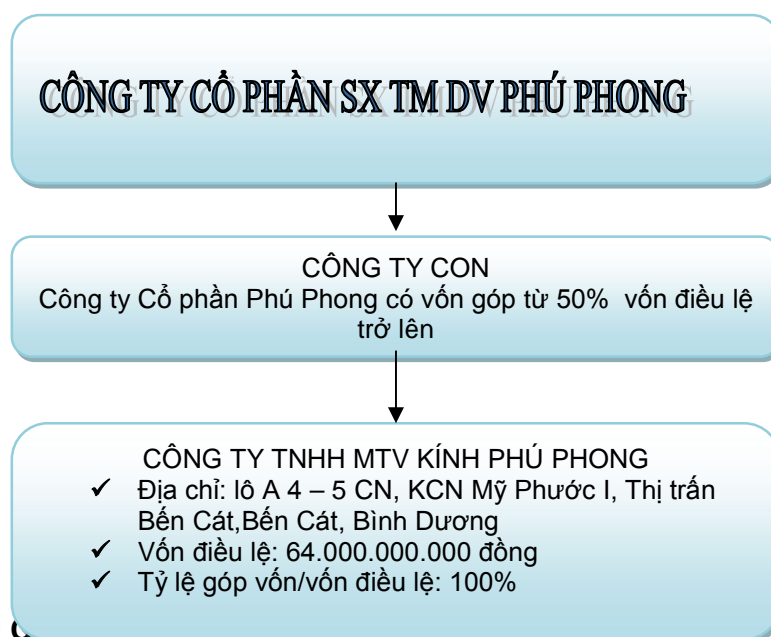 CÔNG TY CỔ PHẦN SX TM DV PHÚ PHONG
CÔNG TY CON
Công ty Cổ phần Phú Phong có vốn góp từ 50% vốn điều lệ
trở lên
CÔNG TY TNHH MTV KÍNH PHÚ PHONG
✓ Địa chỉ: lô A 4 – 5 CN, KCN Mỹ Phước I, Thị trấn
Bến Cát,Bến Cát, Bình Dương
✓ Vốn điều lệ: 64.000.000.000 đồng
✓ Tỷ lệ góp vốn/vốn điều lệ: 100%